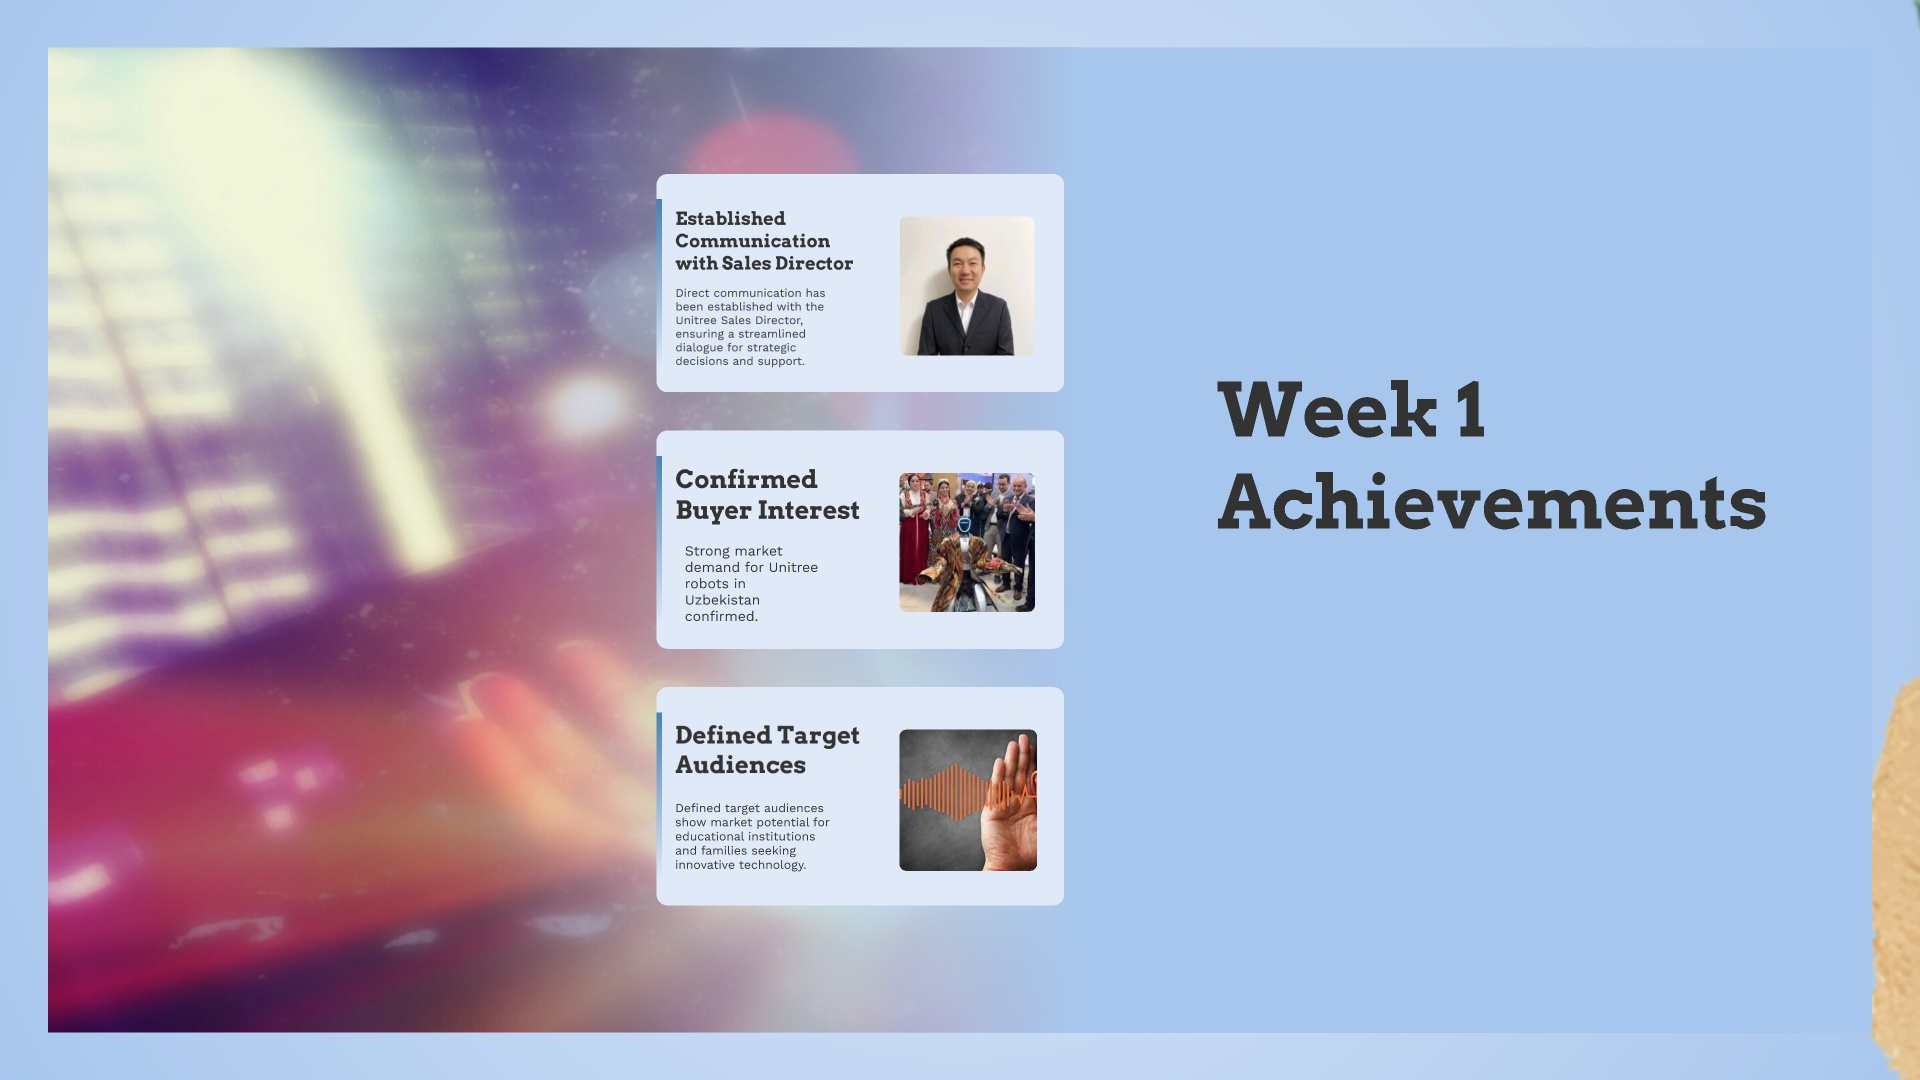 Established
Communication
with Sales Director
Direct communication has
been established with the
Unitree Sales Director,
ensuring a streamlined
dialogue for strategic
decisions and support.
Confirmed
Buyer Interest
Strong market
demand for Unitree
robots in
Uzbekistan
confirmed.
Defined Target
Audiences
Defined target audiences
show market potential for
educational institutions
and families seeking
innovative technology.
Week 1
Achievements